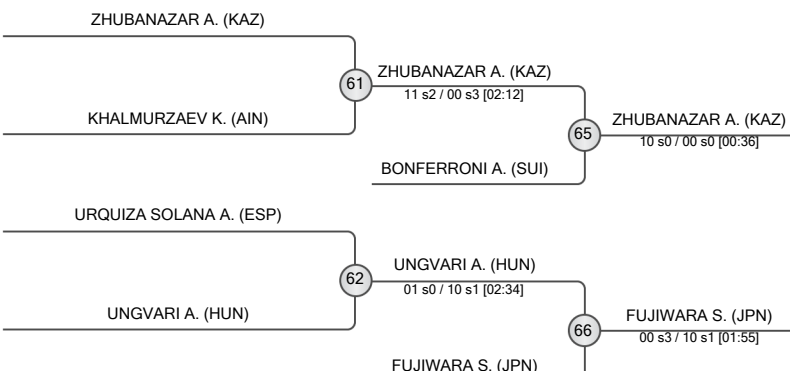 ZHUBANAZAR A. (KAZ)
61
ZHUBANAZAR A. (KAZ)
11 s2 / 00 s3 [02:12]
KHALMURZAEV K. (AIN)
65
ZHUBANAZAR A. (KAZ)
10 s0 / 00 s0 [00:36]
BONFERRONI A. (SUI)
URQUIZA SOLANA A. (ESP)
62
UNGVARI A. (HUN)
01 s0 / 10 s1 [02:34]
UNGVARI A. (HUN)
66
FUJIWARA S. (JPN)
00 s3 / 10 s1 [01:55]
FUJIWARA S. (JPN)